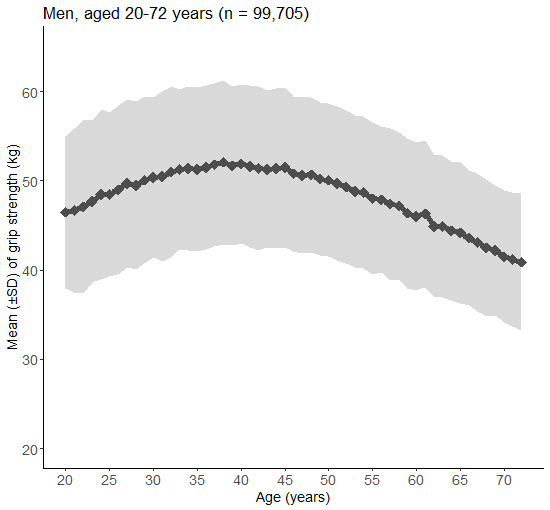 Men, aged 20-72 years (n = 99,705)
Mean (±SD) of grip strength (kg)
60
50
40
30
20
20 25 30 35 40 45 50 55 60 65 70
Age (years)